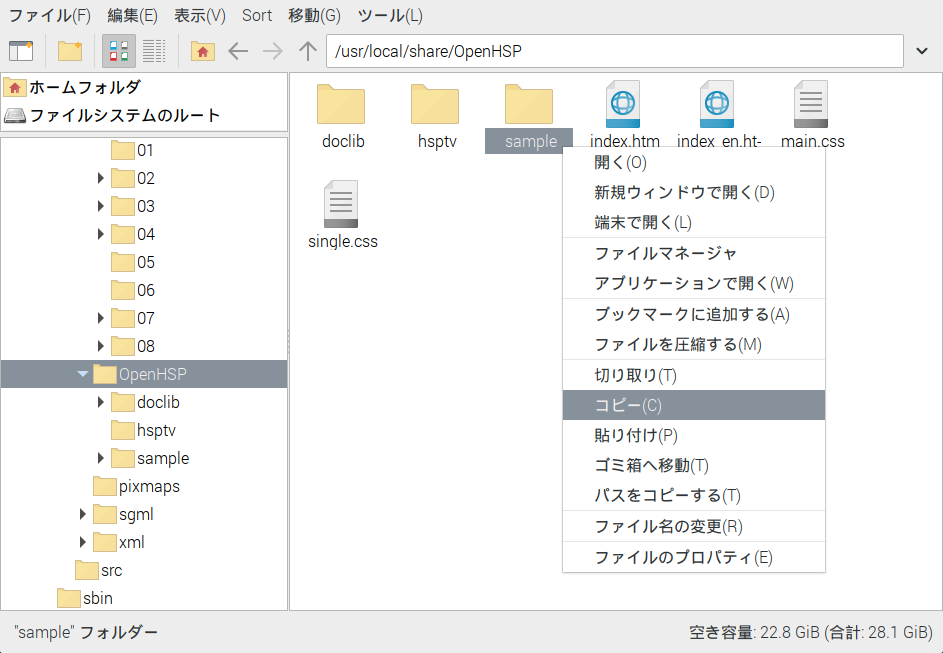 ファイル(F) 編集(E) 表示(V) Sort 移動(G) ツール(L)
/usr/local/share/OpenHSP
ホームフォルダ
ファイルシステムのルート
01
02
03
04
05
06
07
08
OpenHSP
doclib
hsptv
sample
pixmaps
sgml
xml
src
sbin
doclib hsptv sample index.htm index_en.ht- main.css
single.css
開く(O)
新規ウィンドウで開く(D)
端末で開く(L)
ファイルマネージャ
アプリケーションで開く(W)
ブックマークに追加する(A)
ファイルを圧縮する(M)
切り取り(T)
コピー(C)
貼り付け(P)
ゴミ箱へ移動(T)
パスをコピーする(T)
ファイル名の変更(R)
ファイルのプロパティ(E)
"sample" フォルダー 空き容量: 22.8 GiB (合計: 28.1 GiB)